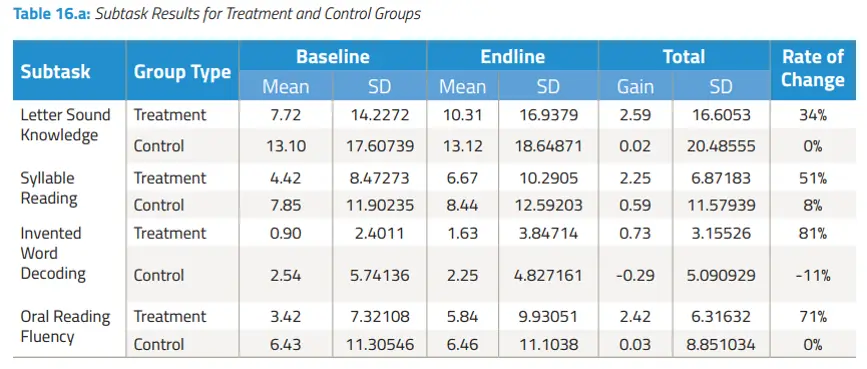 Table 16.a: Subtask Results for Treatment and Control Groups
Subtask Group Type Baseline Endline Total Rate of Change
Mean SD Mean SD Gain SD
Letter Sound Knowledge Treatment 7.72 14.2272 10.31 16.9379 2.59 16.6053 34%
Control 13.10 17.60739 13.12 18.64871 0.02 20.48555 0%
Syllable Reading Treatment 4.42 8.47273 6.67 10.2905 2.25 6.87183 51%
Control 7.85 11.90235 8.44 12.59203 0.59 11.57939 8%
Invented Word Decoding Treatment 0.90 2.4011 1.63 3.84714 0.73 3.15526 81%
Control 2.54 5.74136 2.25 4.827161 -0.29 5.090929 -11%
Oral Reading Fluency Treatment 3.42 7.32108 5.84 9.93051 2.42 6.31632 71%
Control 6.43 11.30546 6.46 11.1038 0.03 8.851034 0%